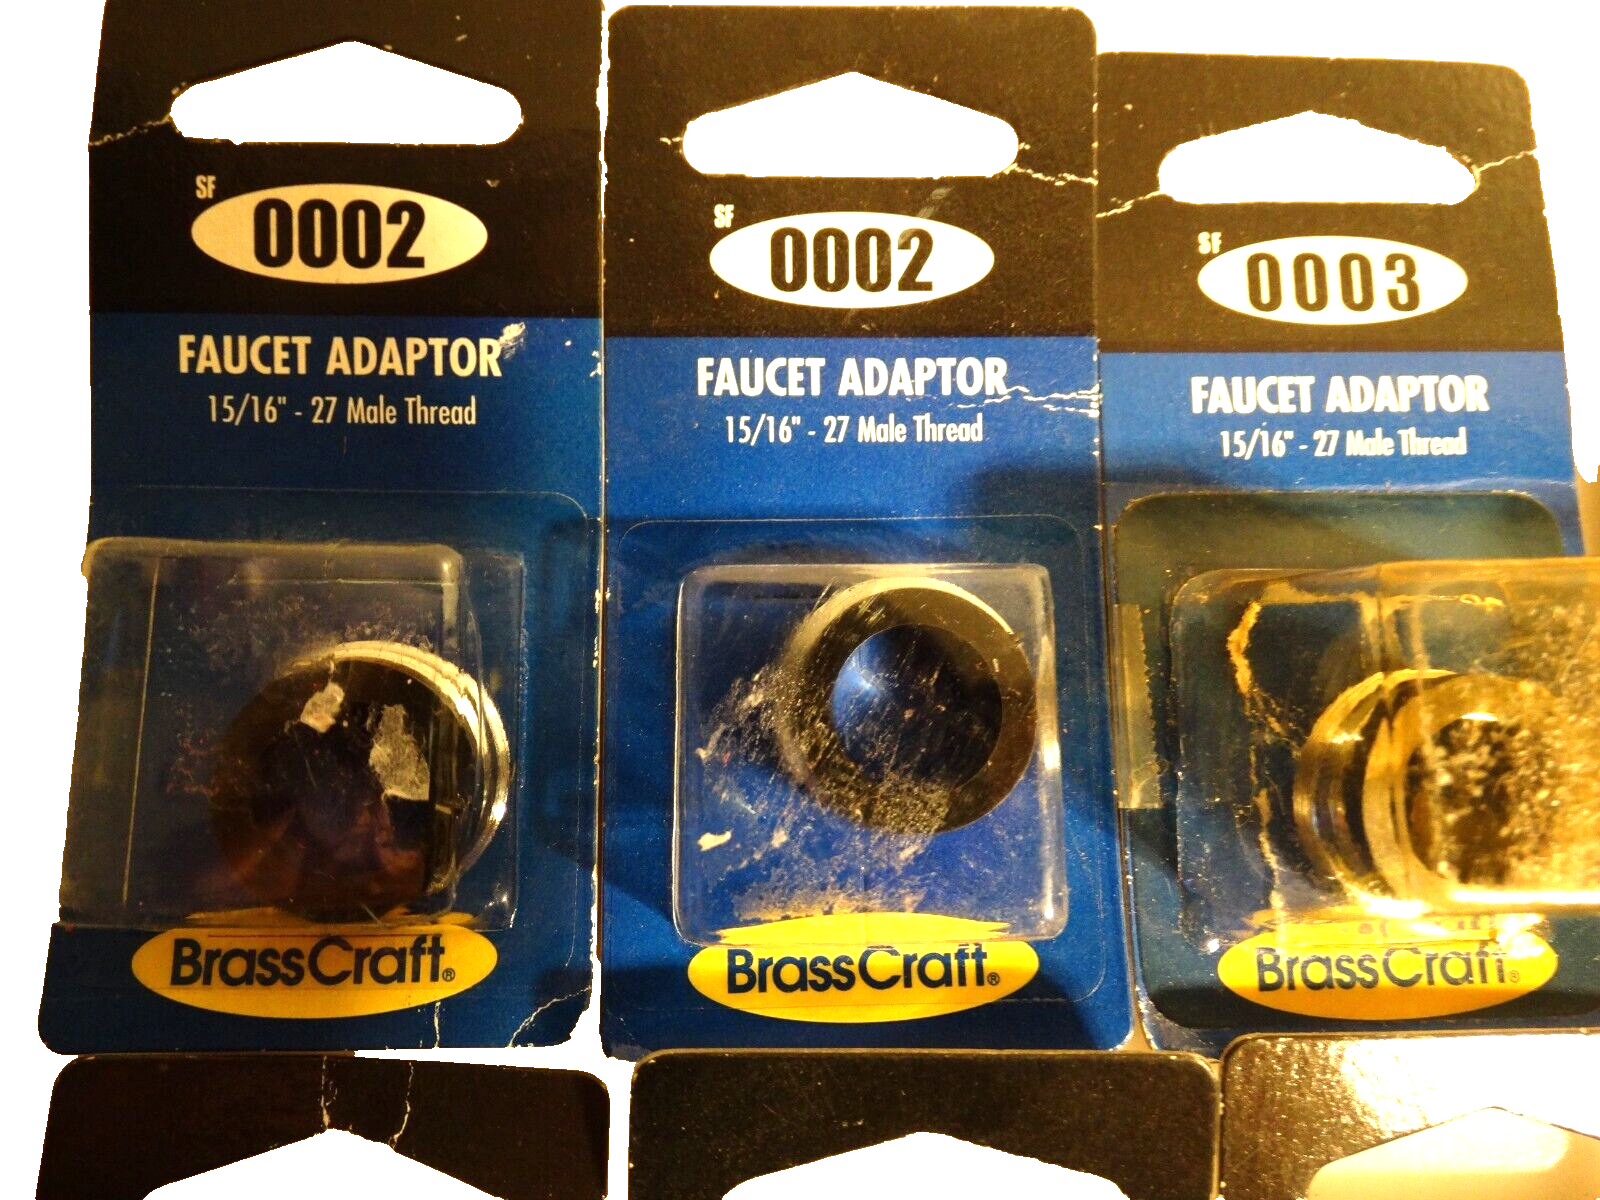 SF
0002
FAUCET ADAPTOR
15/16" - 27 Male Thread
BrassCraft®
SF
0002
FAUCET ADAPTOR
15/16" - 27 Male Thread
BrassCraft®
SF
0003
FAUCET ADAPTOR
15/16" - 27 Male Thread
BrassCraft®